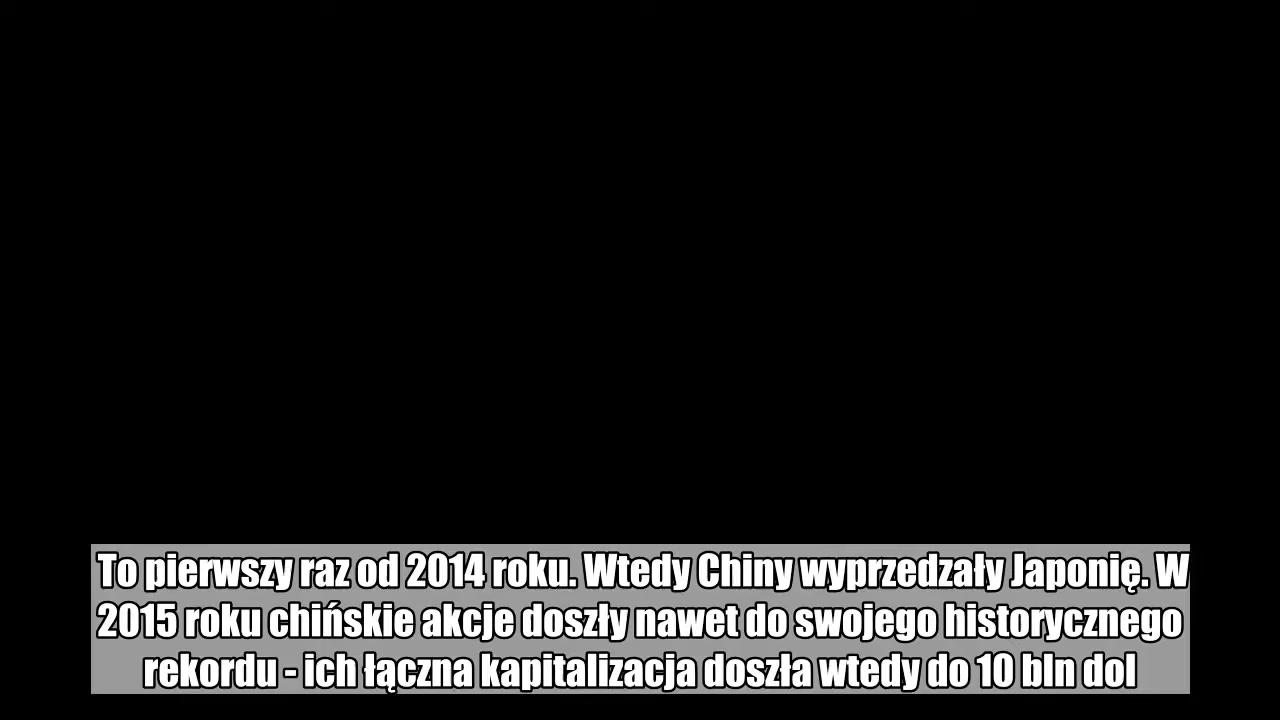 To pierwszy raz od 2014 roku. Wtedy Chiny wyprzedzały Japonię. W
2015 roku chińskie akcje doszły nawet do swojego historycznego
rekordu - ich łączna kapitalizacja doszła wtedy do 10 bln dol